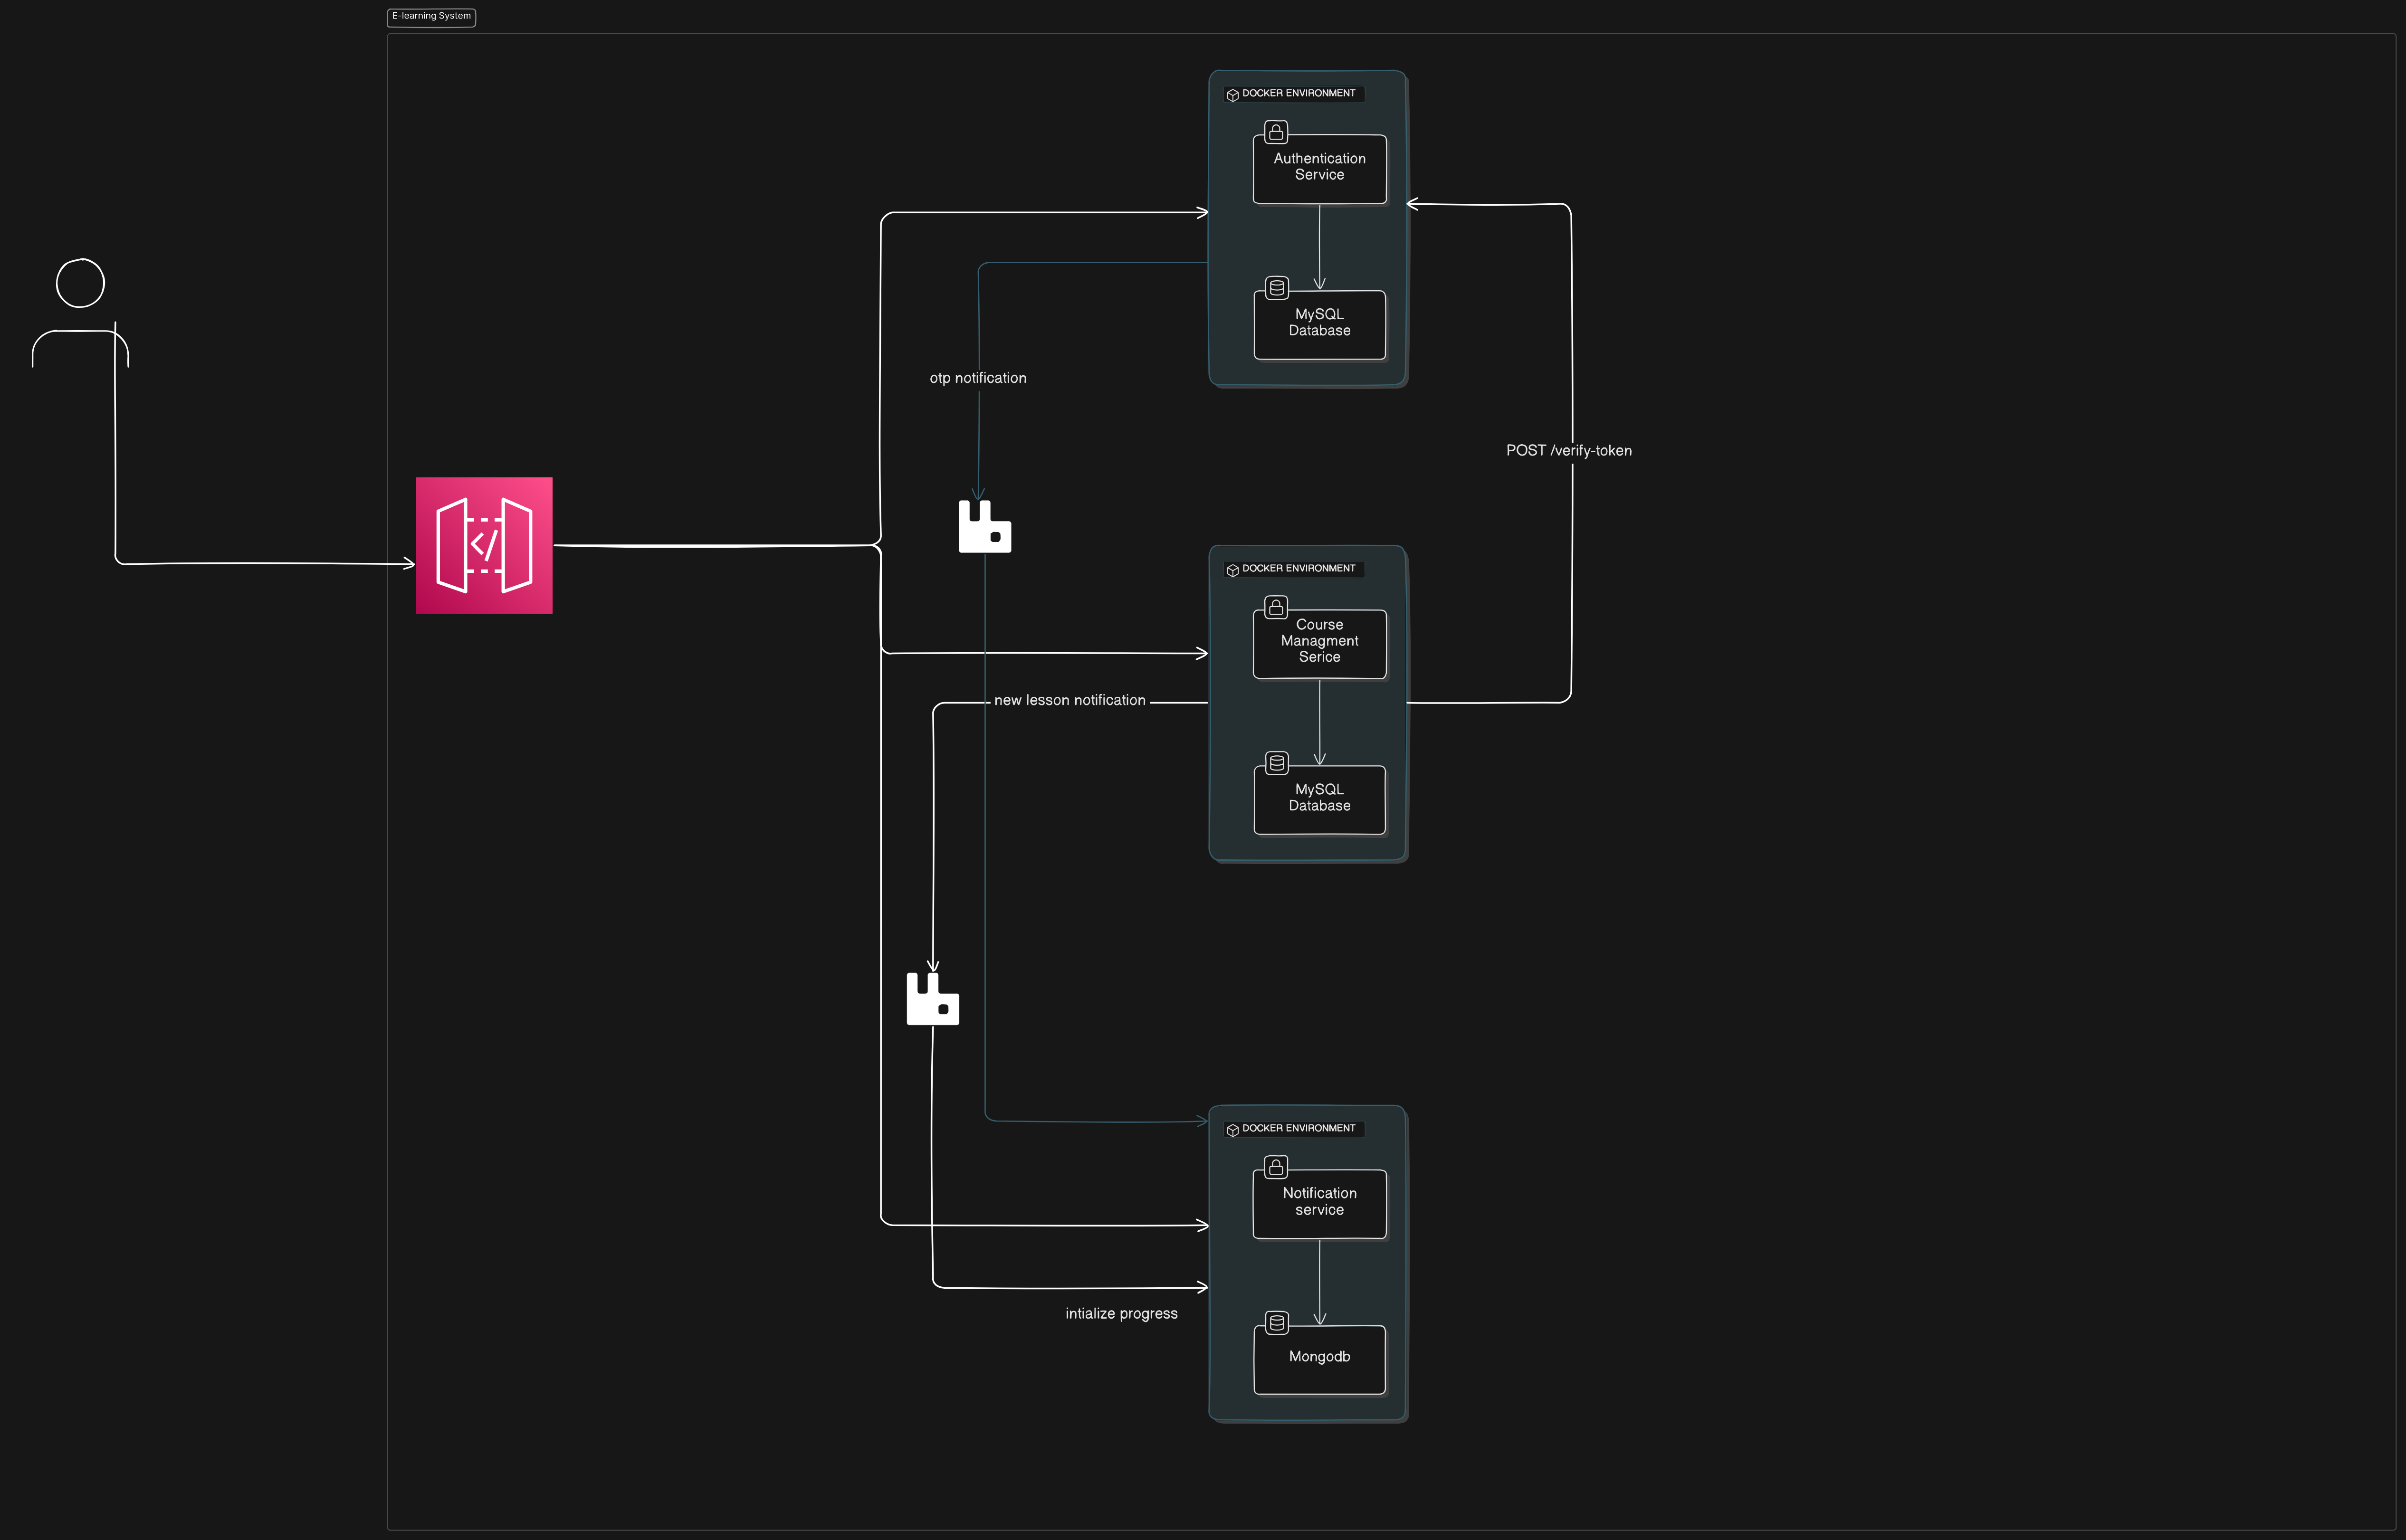 E-learning System
DOCKER ENVIRONMENT
Authentication
Service
MySQL
Database
otp notification
POST /verify-token
DOCKER ENVIRONMENT
Course
Managment
Serice
new lesson notification
MySQL
Database
DOCKER ENVIRONMENT
Notification
service
intialize progress
Mongodb